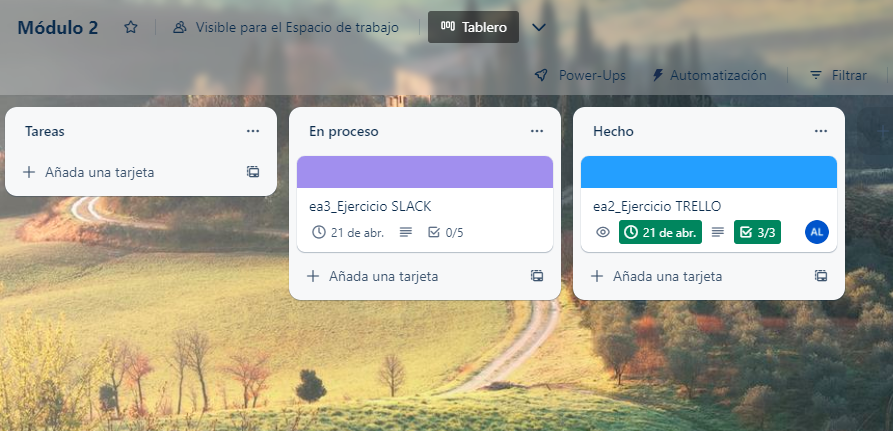 Módulo 2
Visible para el Espacio de trabajo
Tablero
Power-Ups
Automatización
Filtrar
Tareas
Añada una tarjeta
En proceso
ea3_Ejercicio SLACK
21 de abr.
0/5
Añada una tarjeta
Hecho
ea2_Ejercicio TRELLO
21 de abr.
3/3
AL
Añada una tarjeta